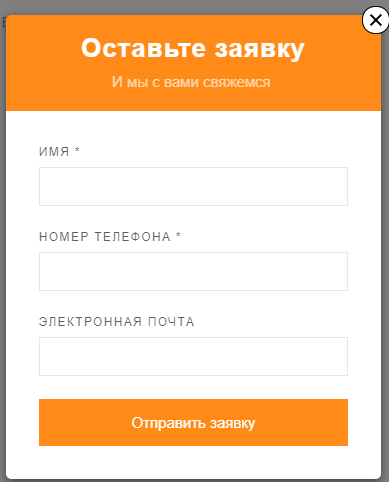 Оставьте заявку
И мы с вами свяжемся
ИМЯ *
НОМЕР ТЕЛЕФОНА *
ЭЛЕКТРОННАЯ ПОЧТА
Отправить заявку